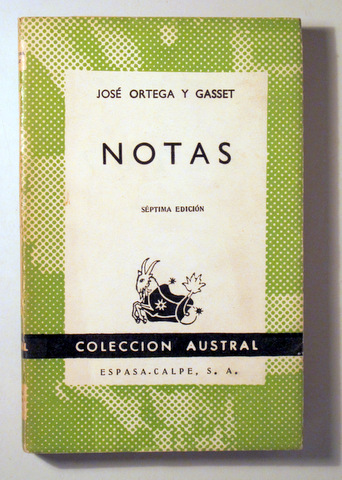 JOSÉ ORTEGA Y GASSET
NOTAS
SÉPTIMA EDICIÓN
COLECCION AUSTRAL
ESPASA-CALPE, S. A.